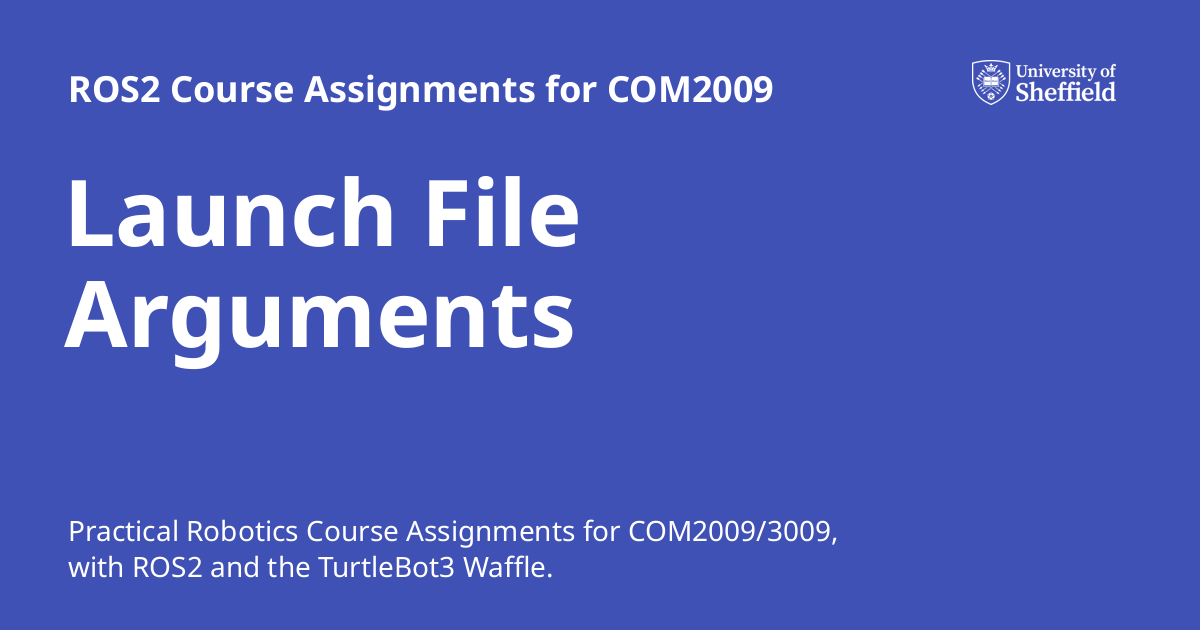 ROS2 Course Assignments for COM2009
University of
Sheffield
Launch File
Arguments
Practical Robotics Course Assignments for COM2009/3009,
with ROS2 and the TurtleBot3 Waffle.